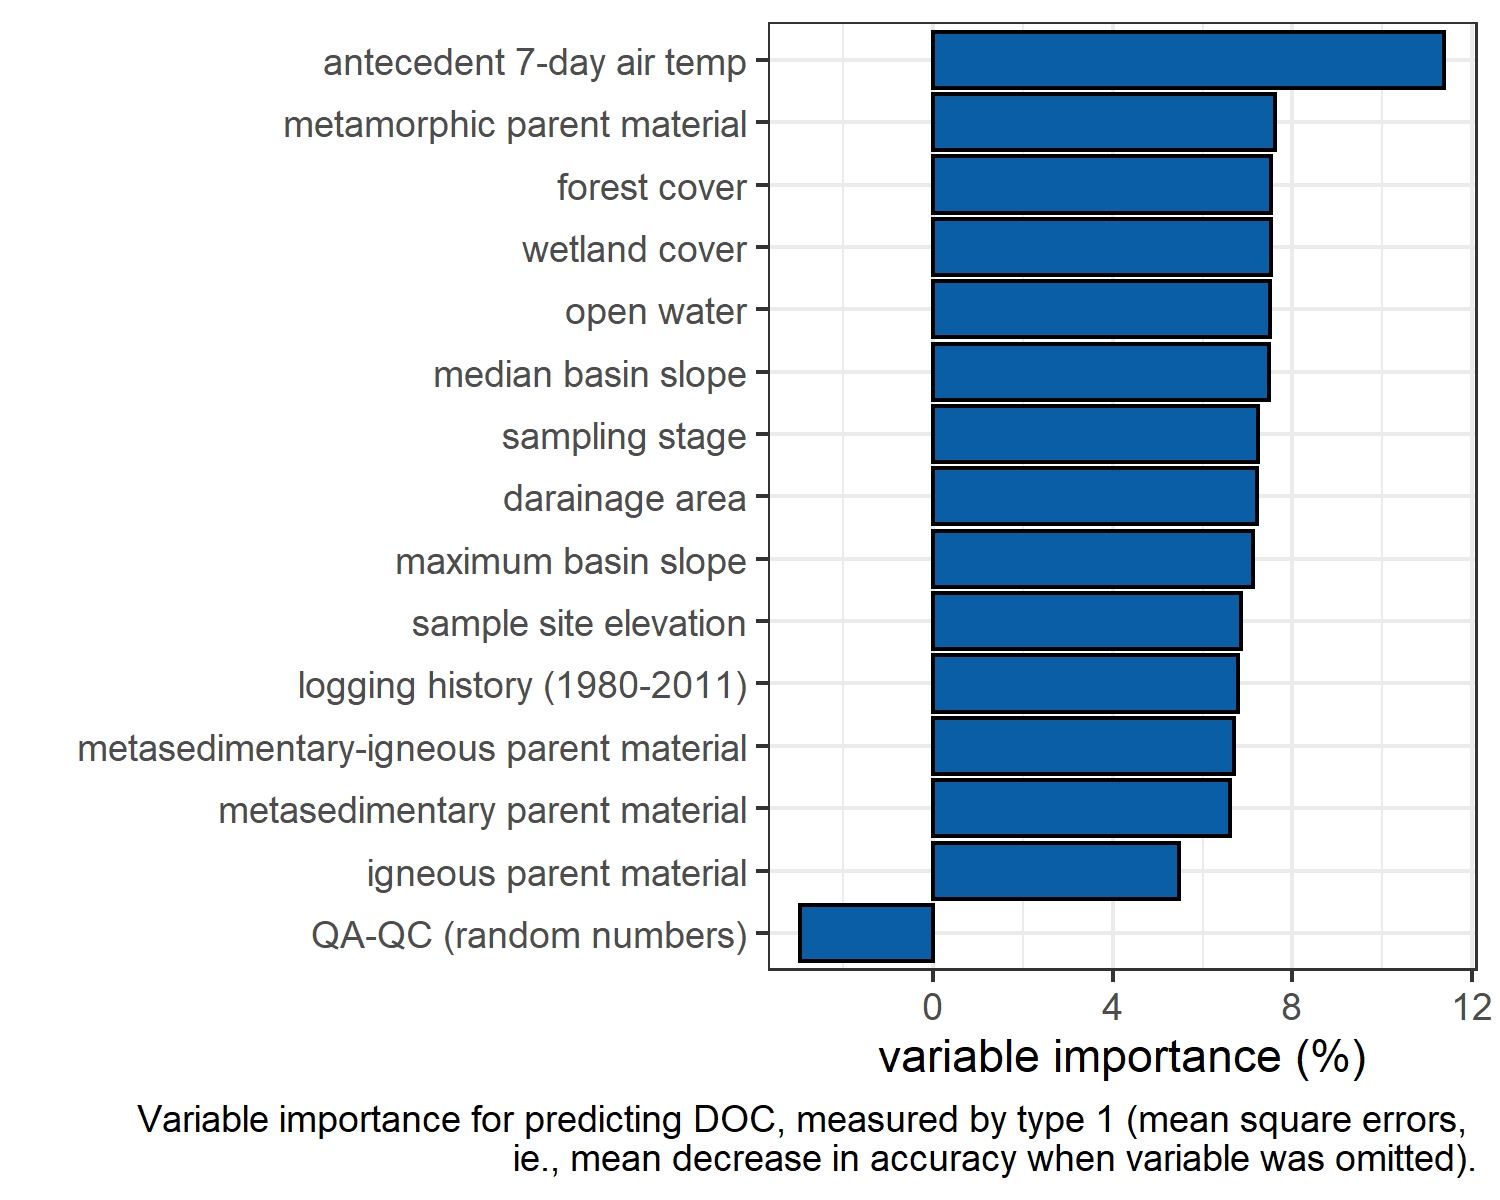 antecedent 7-day air temp
metamorphic parent material
forest cover
wetland cover
open water
median basin slope
sampling stage
darainage area
maximum basin slope
sample site elevation
logging history (1980-2011)
metasedimentary-igneous parent material
metasedimentary parent material
igneous parent material
QA-QC (random numbers)
0 4 8 12
variable importance (%)
Variable importance for predicting DOC, measured by type 1 (mean square errors,
ie., mean decrease in accuracy when variable was omitted).